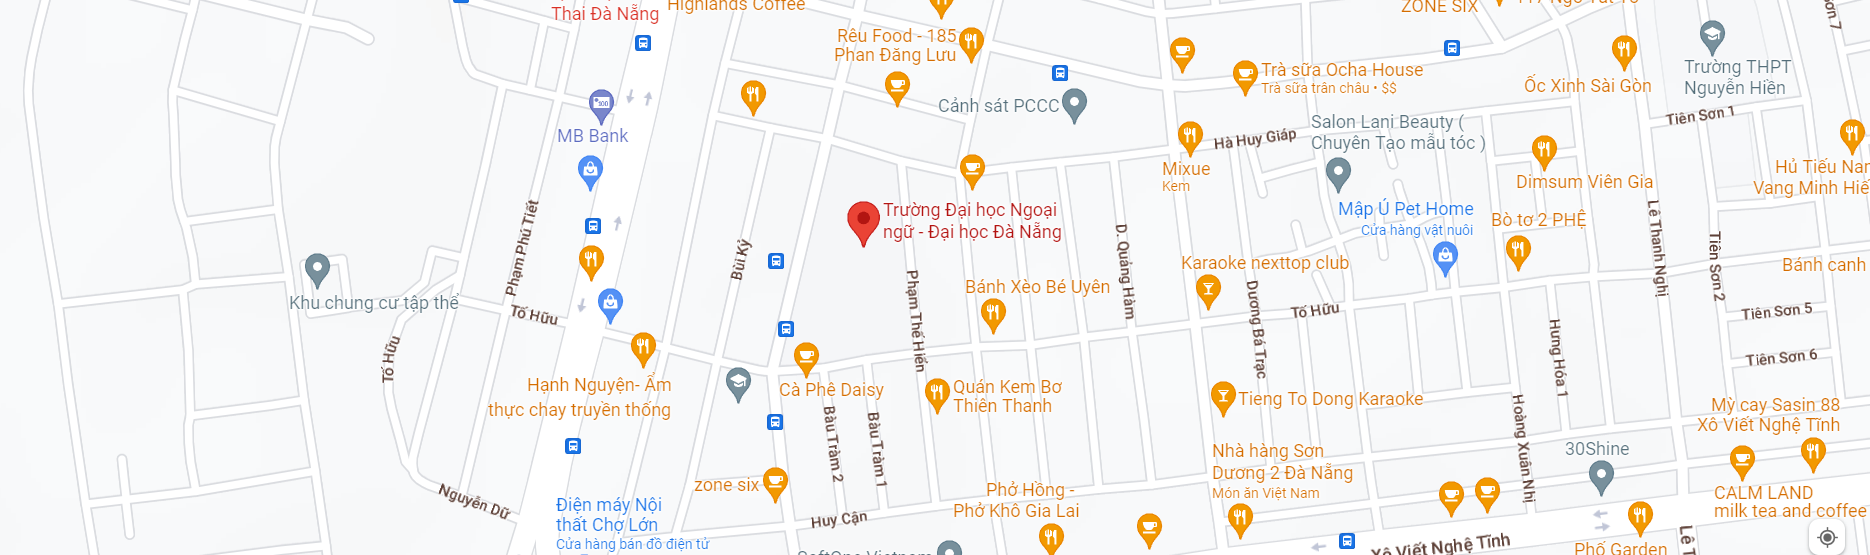 Thai Đà Nẵng
Highlands Coffee
ZONE SIX
Rêu Food - 185
Phan Đăng Lưu
Trà sữa Ocha House
Trà sữa trân châu • $$
Ốc Xinh Sài Gòn
Trường THPT
Nguyễn Hiền
Cảnh sát PCCC
MB Bank
Tiên Sơn 1
Hà Huy Giáp
Salon Lani Beauty (
Chuyên Tạo mẫu tóc )
Mixue
Kem
Dimsum Viên Gia
Hủ Tiếu Nam
Vang Minh Hiế
Trường Đại học Ngoại
ngữ - Đại học Đà Nẵng
Mập Ú Pet Home
Cửa hàng vật nuôi
Bò tơ 2 PHỆ
Phạm Phú Tiết
Bùi Kỷ
D. Quảng Hàm
Lê Thanh Nghị
Tiên Sơn 2
Karaoke nexttop club
Bánh canh
Khu chung cư tập thể
Bánh Xèo Bé Uyên
Phạm Thế Hiển
Dương Bá Trạc
Tố Hữu
Tố Hữu
Tố Hữu
Tiên Sơn 5
Tiên Sơn 6
Hưng Hóa 1
Hạnh Nguyện- Ẩm
thực chay truyền thống
Cà Phê Daisy
Quán Kem Bơ
Thiên Thanh
Tieng To Dong Karaoke
Hoàng Xuân Nhị
Mỳ cay Sasin 88
Xô Viết Nghệ Tĩnh
Bàu Tràm 2
Bàu Tràm 1
Nhà hàng Sơn
Dương 2 Đà Nẵng
Món ăn Việt Nam
30Shine
zone six
Nguyễn Dữ
Phở Hồng -
Phở Khô Gia Lai
CALM LAND
milk tea and coffee
Điện máy Nội
thất Chợ Lớn
Cửa hàng bán đồ điện tử
Huy Cận
Xô Viết Nghệ Tĩnh
Phố Garden
SoftOne Vietnam